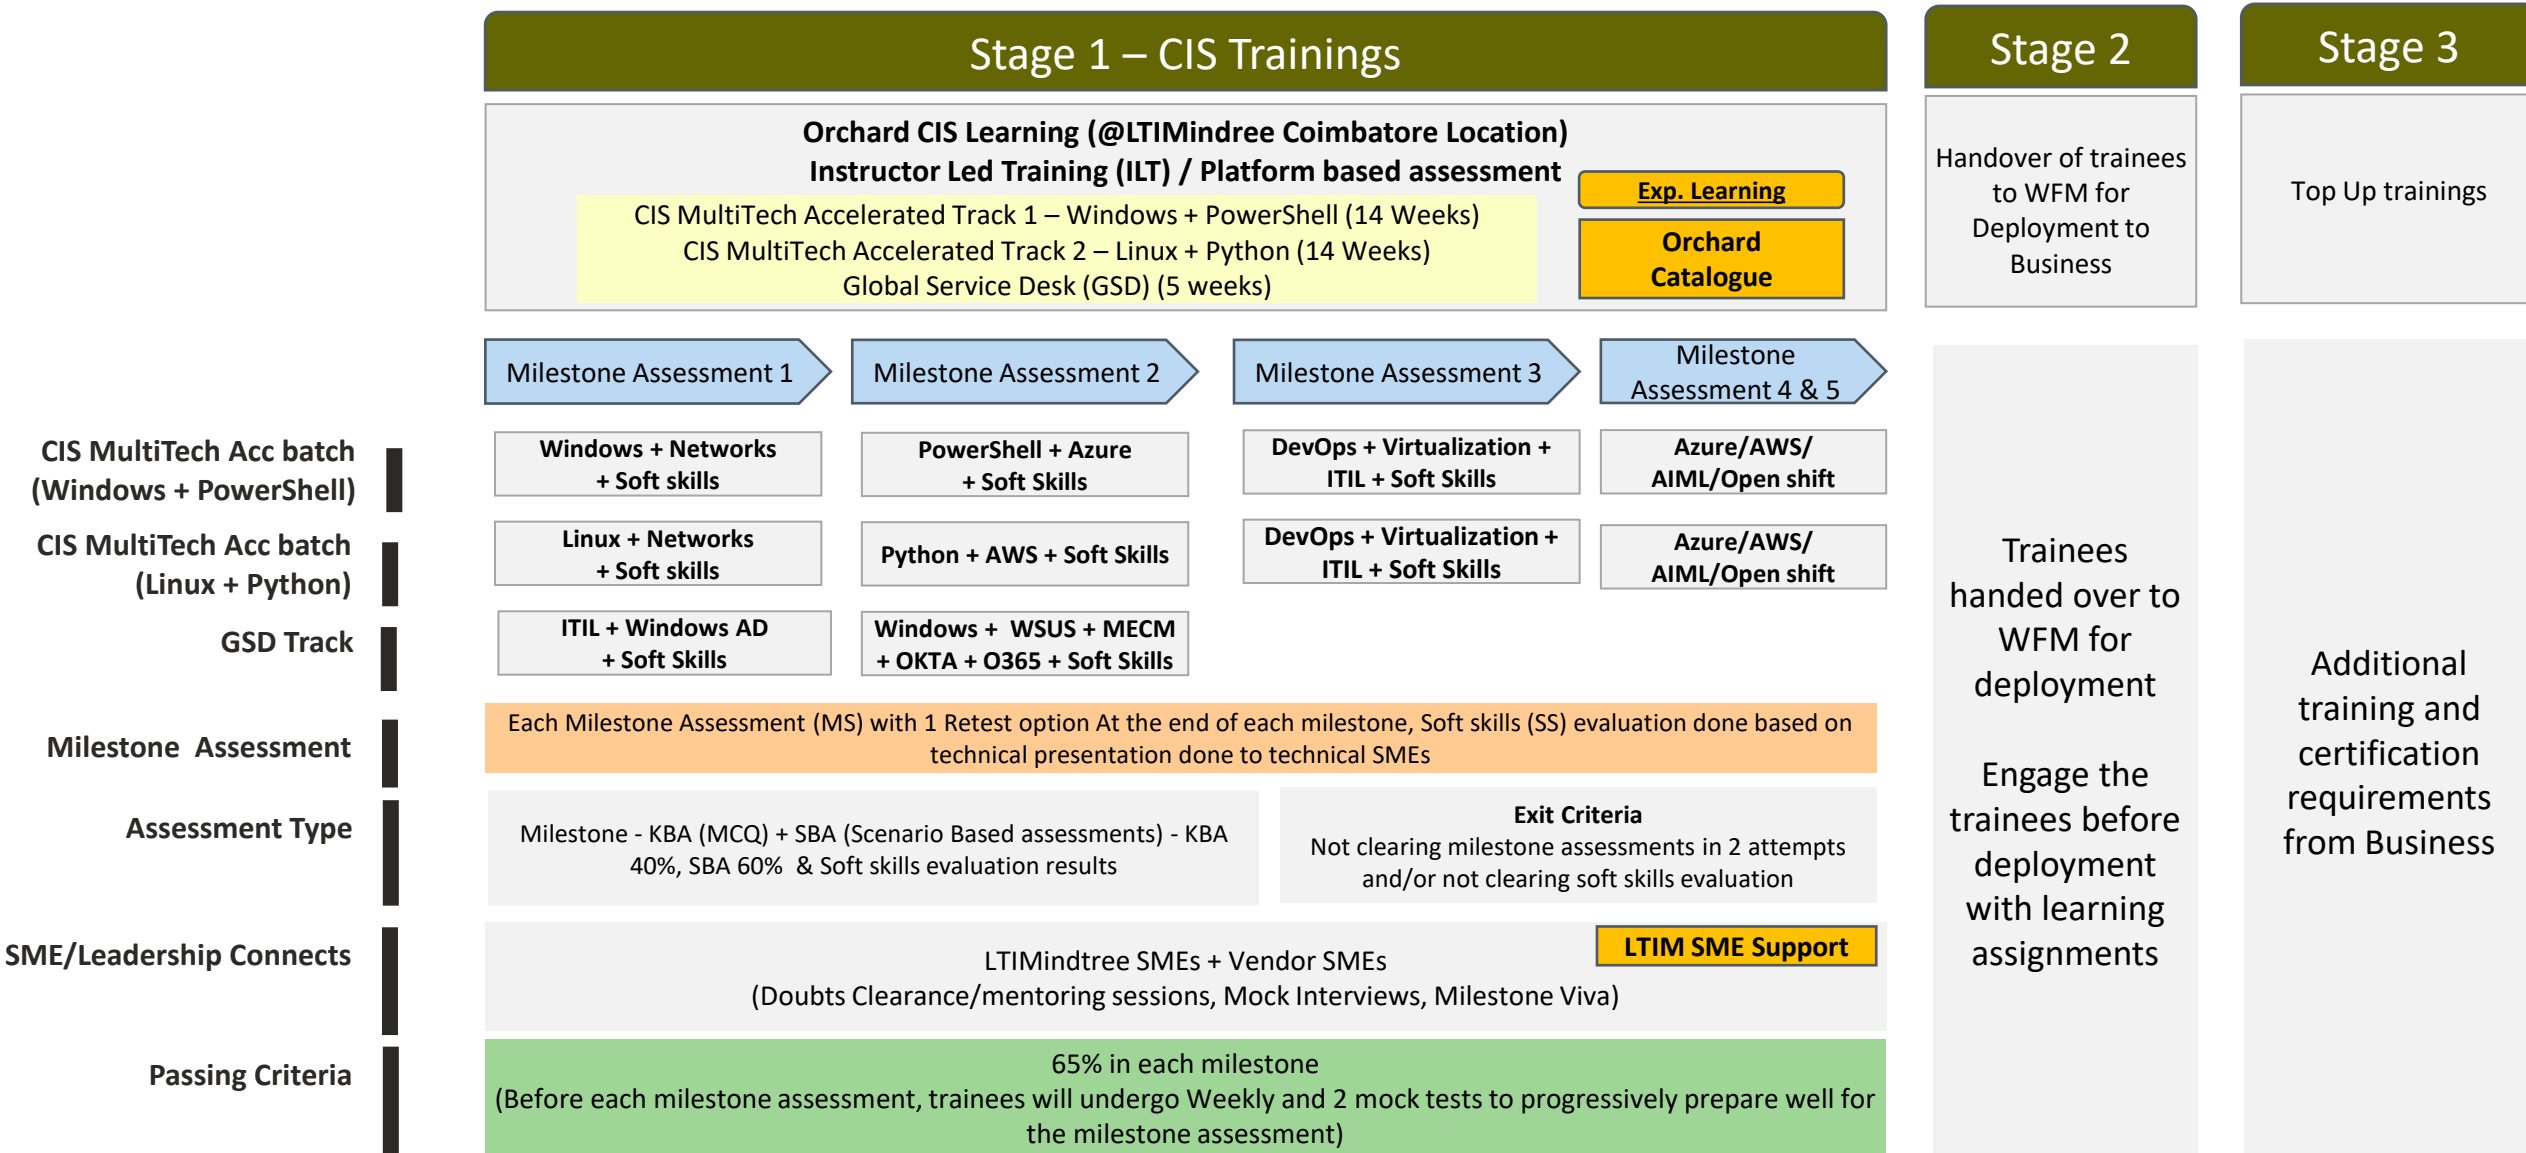 Stage 1 – CIS Trainings
Stage 2
Stage 3
Orchard CIS Learning (@LTIMindree Coimbatore Location)
Instructor Led Training (ILT) / Platform based assessment
CIS MultiTech Accelerated Track 1 – Windows + PowerShell (14 Weeks)
CIS MultiTech Accelerated Track 2 – Linux + Python (14 Weeks)
Global Service Desk (GSD) (5 weeks)
Exp. Learning
Orchard
Catalogue
Handover of trainees
to WFM for
Deployment to
Business
Top Up trainings
Milestone Assessment 1
Milestone Assessment 2
Milestone Assessment 3
Milestone
Assessment 4 & 5
CIS MultiTech Acc batch
(Windows + PowerShell)
Windows + Networks
+ Soft skills
PowerShell + Azure
+ Soft Skills
DevOps + Virtualization +
ITIL + Soft Skills
Azure/AWS/
AIML/Open shift
CIS MultiTech Acc batch
(Linux + Python)
Linux + Networks
+ Soft skills
Python + AWS + Soft Skills
DevOps + Virtualization +
ITIL + Soft Skills
Azure/AWS/
AIML/Open shift
GSD Track
ITIL + Windows AD
+ Soft Skills
Windows + WSUS + MECM
+ OKTA + O365 + Soft Skills
Milestone Assessment
Each Milestone Assessment (MS) with 1 Retest option At the end of each milestone, Soft skills (SS) evaluation done based on
technical presentation done to technical SMEs
Assessment Type
Milestone - KBA (MCQ) + SBA (Scenario Based assessments) - KBA
40%, SBA 60% & Soft skills evaluation results
Exit Criteria
Not clearing milestone assessments in 2 attempts
and/or not clearing soft skills evaluation
SME/Leadership Connects
LTIM SME Support
LTIMindtree SMEs + Vendor SMEs
(Doubts Clearance/mentoring sessions, Mock Interviews, Milestone Viva)
Passing Criteria
65% in each milestone
(Before each milestone assessment, trainees will undergo Weekly and 2 mock tests to progressively prepare well for
the milestone assessment)
Trainees
handed over to
WFM for
deployment
Engage the
trainees before
deployment
with learning
assignments
Additional
training and
certification
requirements
from Business